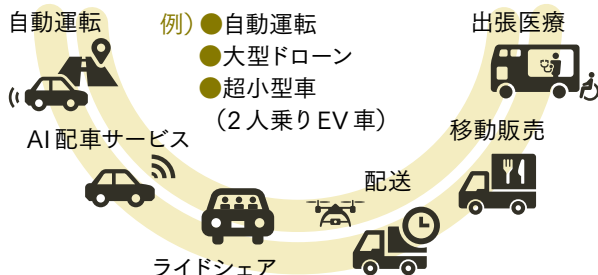 自動運転
例）●自動運転
●大型ドローン
●超小型車
（2人乗りEV車）
出張医療
AI配車サービス
移動販売
配送
ライドシェア